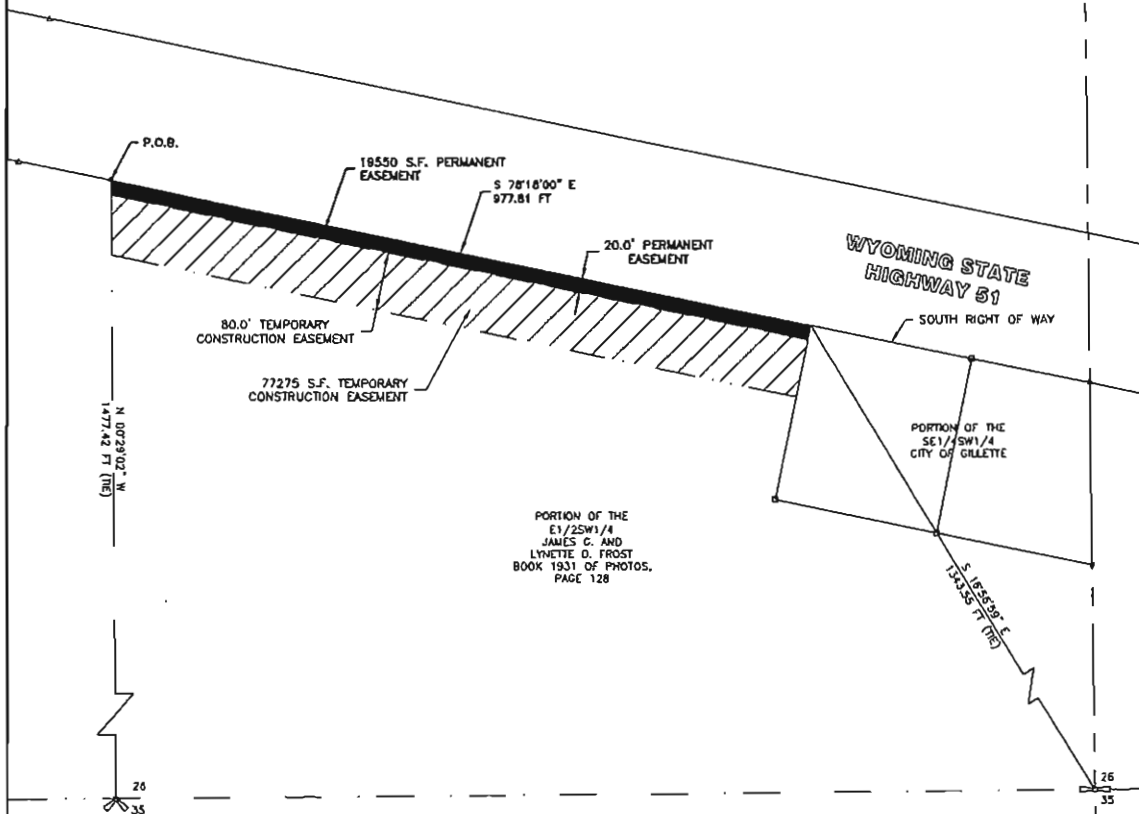 P.O.B.
19550 S.F. PERMANENT
EASEMENT
S 78°18'00" E
977.81 FT
20.0' PERMANENT
EASEMENT
WYOMING STATE
HIGHWAY 51
SOUTH RIGHT OF WAY
80.0' TEMPORARY
CONSTRUCTION EASEMENT
77275 S.F. TEMPORARY
CONSTRUCTION EASEMENT
N 00°29'02" W
1477.42 FT (TIE)
PORTION OF THE
SE1/4SW1/4
CITY OF GILLETTE
PORTION OF THE
E1/2SW1/4
JAMES C. AND
LYNETTE D. FROST
BOOK 1931 OF PHOTOS,
PAGE 128
S 16°56'59" E
1343.55 FT (TIE)
26
35
26
35